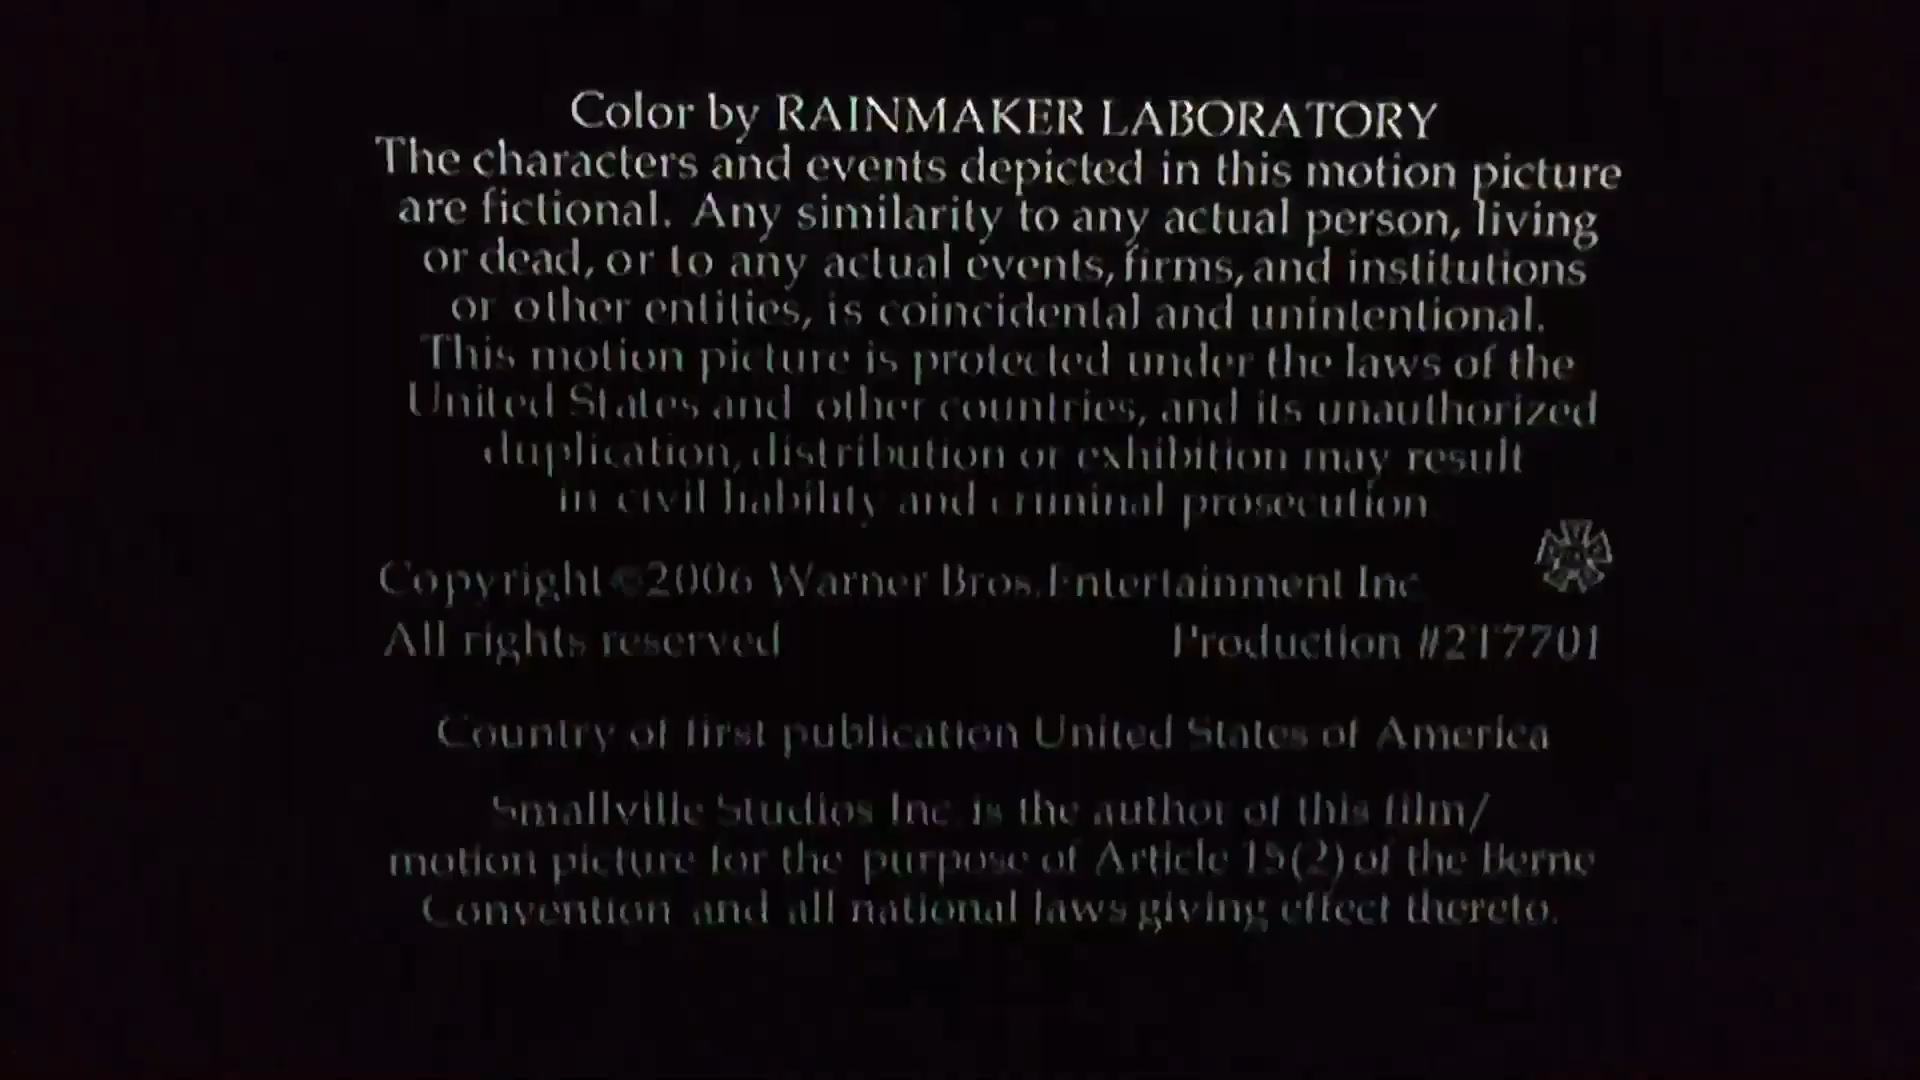 Color by RAINMAKER LABORATORY
The characters and events depicted in this motion picture
are fictional. Any similarity to any actual person, living
or dead, or to any actual events, firms, and institutions
or other entities, is coincidental and unintentional.
This motion picture is protected under the laws of the
United States and other countries, and its unauthorized
duplication, distribution or exhibition may result
in civil liability and criminal prosecution
Copyright ©2006 Warner Bros. Entertainment Inc.
All rights reserved
Production #2T7701
Country of first publication United States of America
Smallville Studios Inc. is the author of this film/
motion picture for the purpose of Article 15(2) of the Berne
Convention and all national laws giving effect thereto.